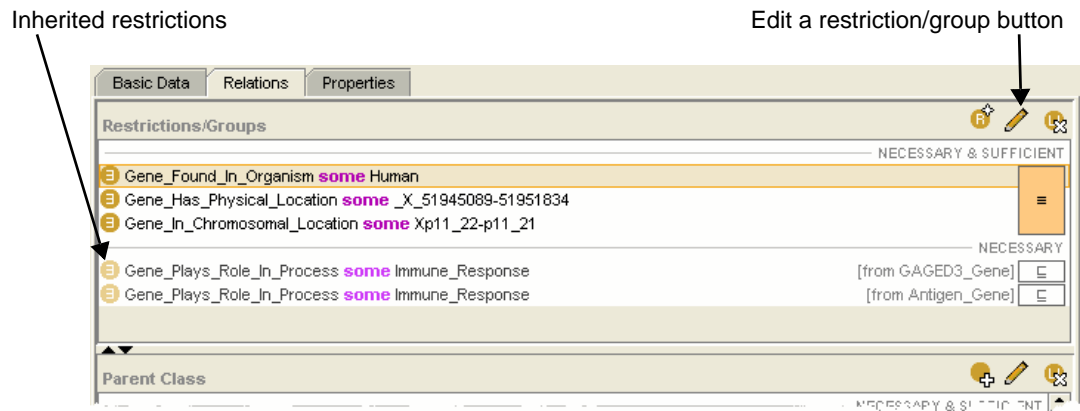 Inherited restrictions Edit a restriction/group button
Basic Data Relations Properties
Restrictions/Groups
NECESSARY & SUFFICIENT
Gene_Found_In_Organism some Human
Gene_Has_Physical_Location some _X_51945089-51951834
≡
Gene_In_Chromosomal_Location some Xp11_22-p11_21
NECESSARY
Gene_Plays_Role_In_Process some Immune_Response [from GAGED3_Gene] ⊑
Gene_Plays_Role_In_Process some Immune_Response [from Antigen_Gene] ⊑
Parent Class
NECESSARY & SUFFICIENT